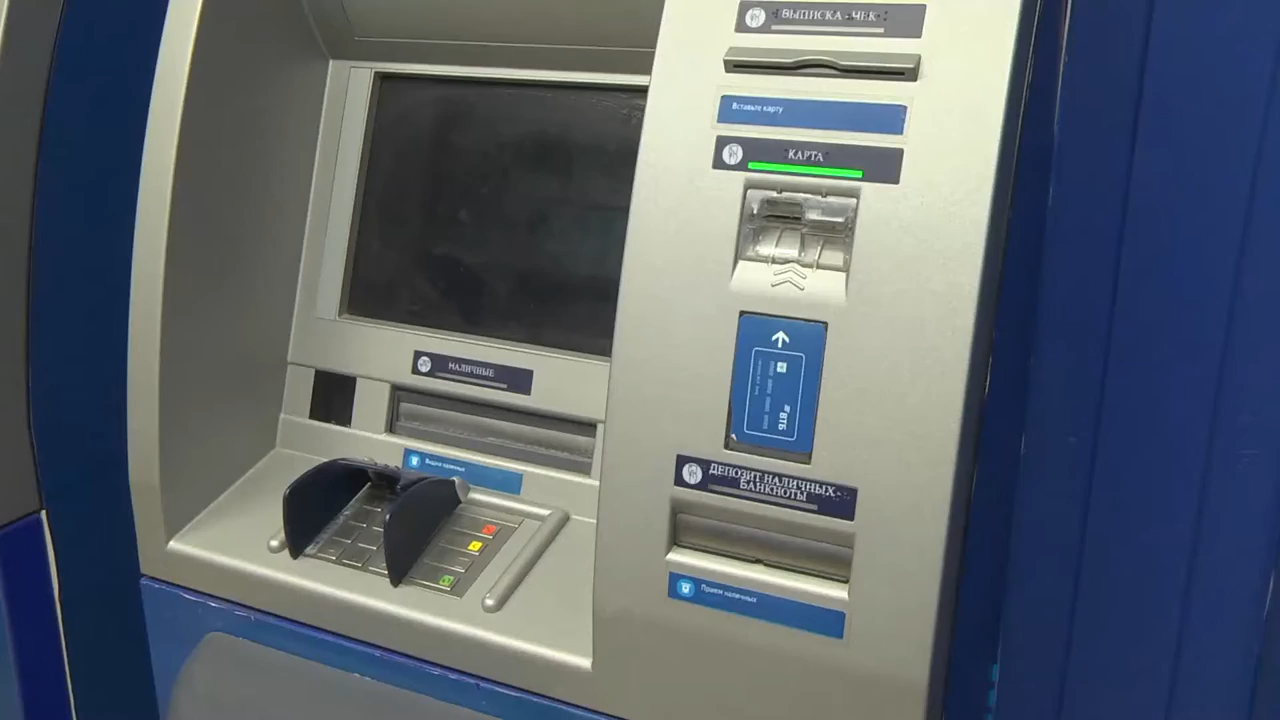 ВЫПИСКА - ЧЕК
Вставьте карту
КАРТА
НАЛИЧНЫЕ
Выдача наличных
ВТБ
ДЕПОЗИТ НАЛИЧНЫХ
БАНКНОТЫ
Прием наличных